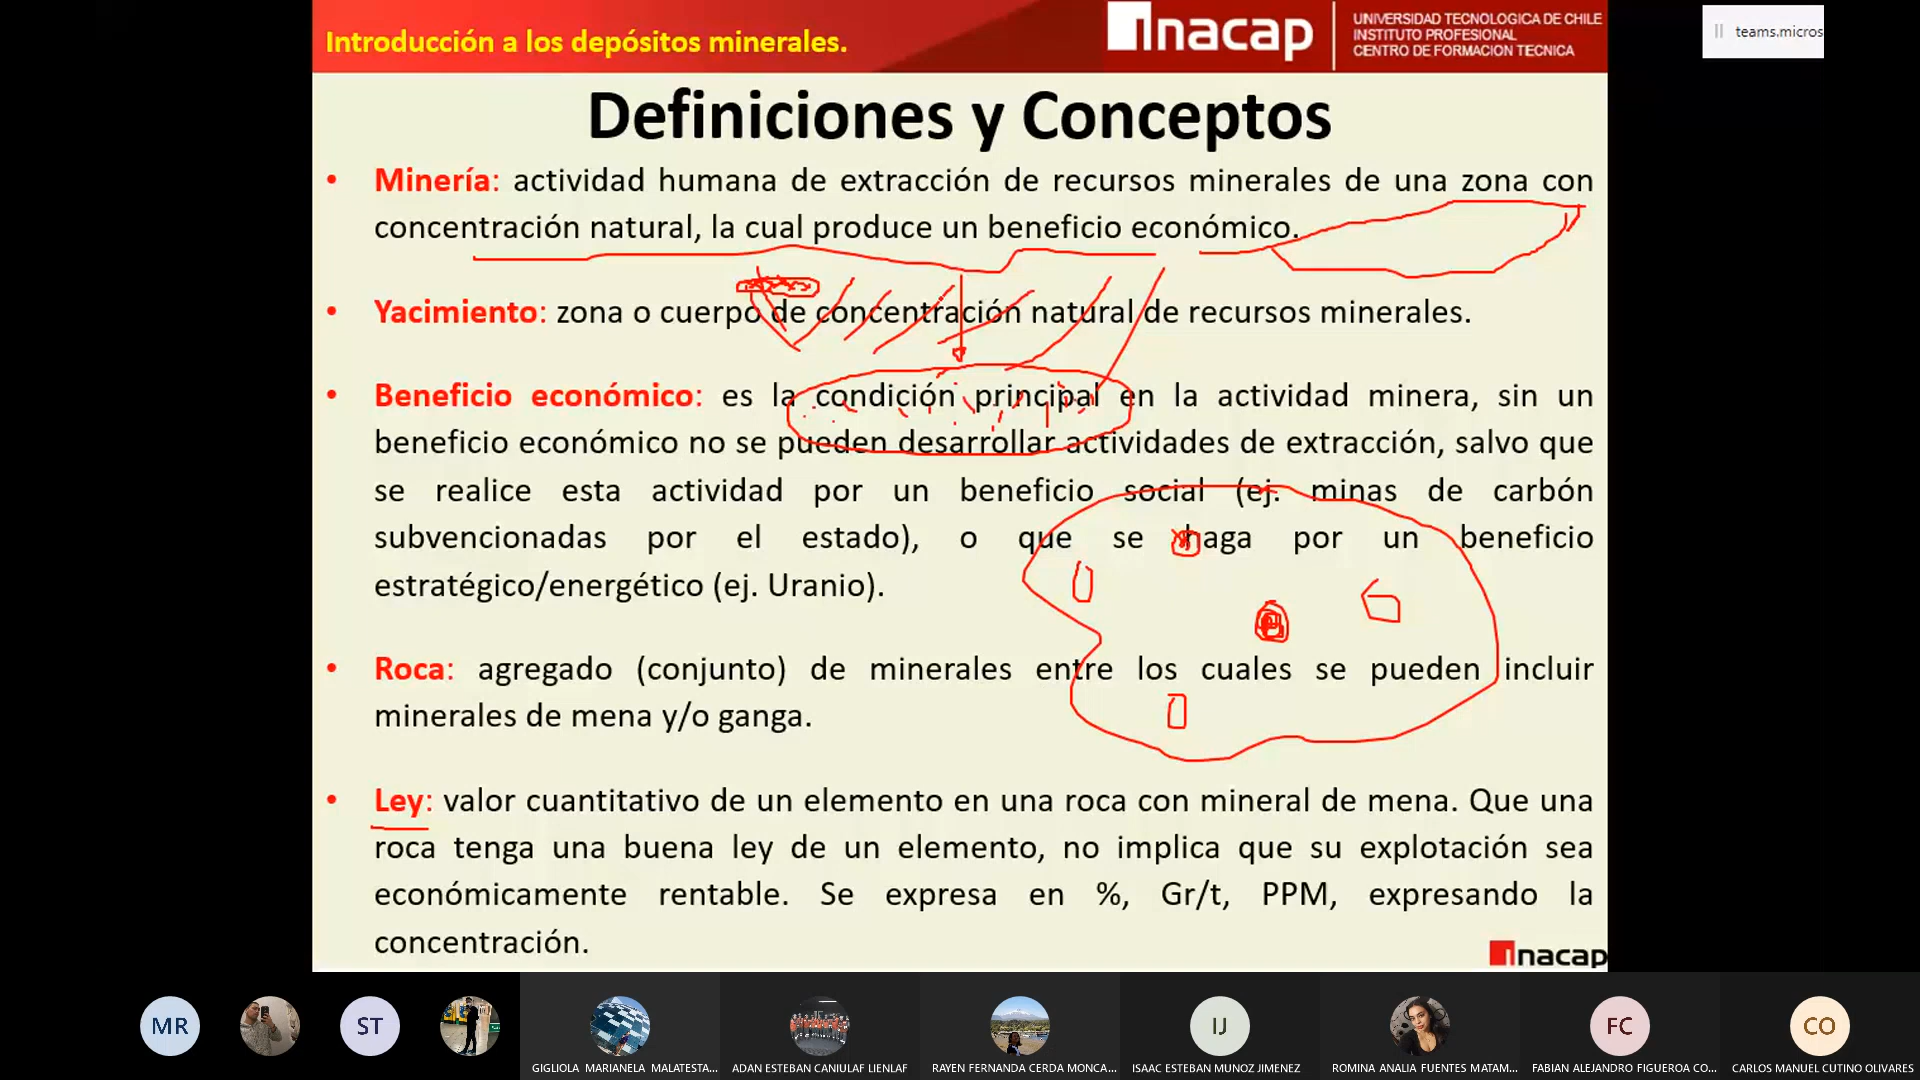 Introducción a los depósitos minerales.
inacap
UNIVERSIDAD TECNOLOGICA DE CHILE
INSTITUTO PROFESIONAL
CENTRO DE FORMACION TECNICA
teams.micros
Definiciones y Conceptos
• Minería: actividad humana de extracción de recursos minerales de una zona con
concentración natural, la cual produce un beneficio económico.
• Yacimiento: zona o cuerpo de concentración natural de recursos minerales.
• Beneficio económico: es la condición principal en la actividad minera, sin un
beneficio económico no se pueden desarrollar actividades de extracción, salvo que
se realice esta actividad por un beneficio social (ej. minas de carbón
subvencionadas por el estado), o que se haga por un beneficio
estratégico/energético (ej. Uranio).
• Roca: agregado (conjunto) de minerales entre los cuales se pueden incluir
minerales de mena y/o ganga.
• Ley: valor cuantitativo de un elemento en una roca con mineral de mena. Que una
roca tenga una buena ley de un elemento, no implica que su explotación sea
económicamente rentable. Se expresa en %, Gr/t, PPM, expresando la
concentración.
inacap
MR
ST
IJ
FC
CO
GIGLIOLA MARIANELA MALATESTA...
ADAN ESTEBAN CANIULAF LIENLAF
RAYEN FERNANDA CERDA MONCA...
ISAAC ESTEBAN MUNOZ JIMENEZ
ROMINA ANALIA FUENTES MATAM...
FABIAN ALEJANDRO FIGUEROA CO...
CARLOS MANUEL CUTINO OLIVARES